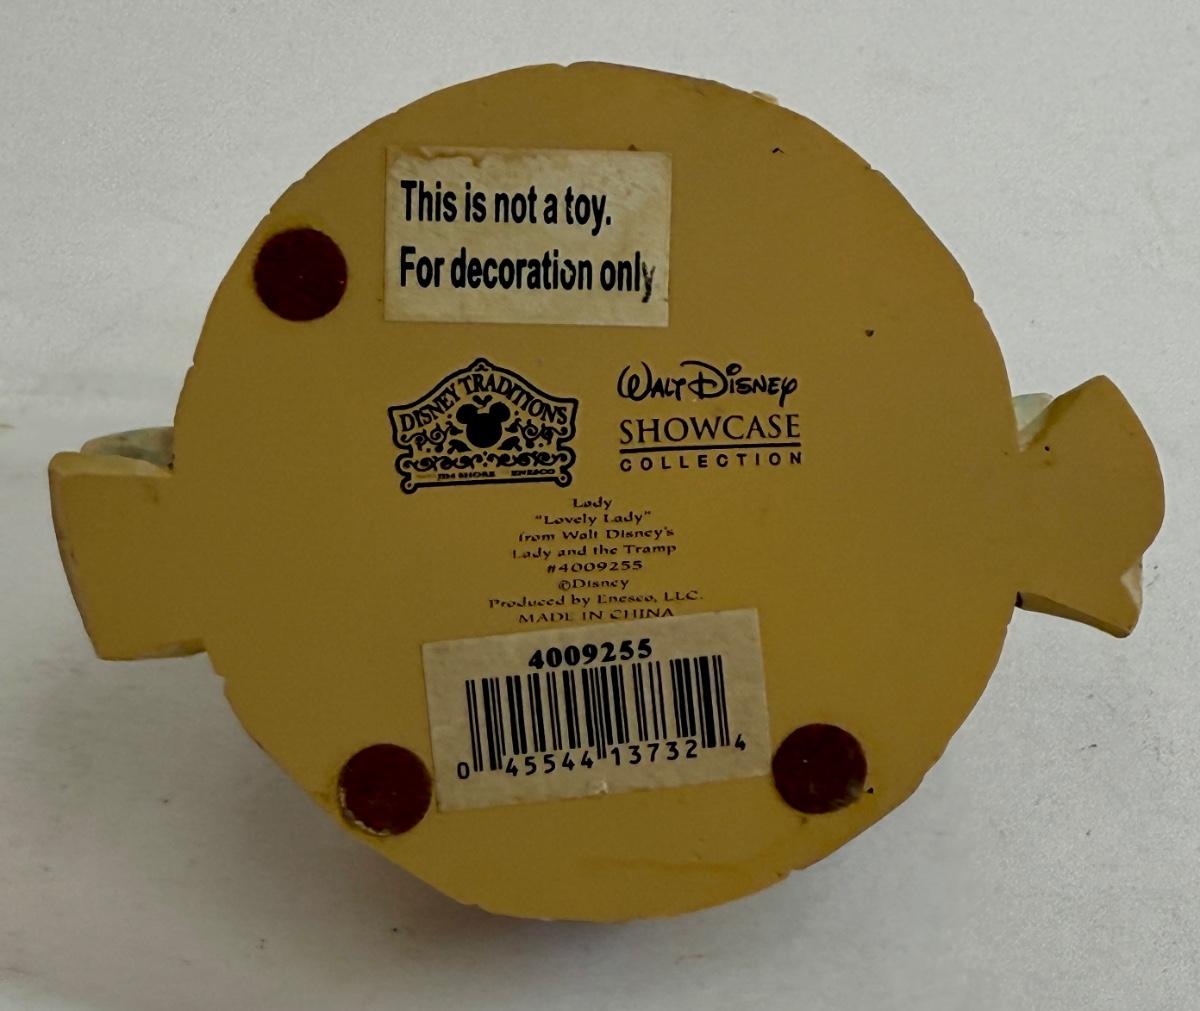 This is not a toy.
For decoration only
DISNEY TRADITIONS
JIM SHORE ENESCO
WALT DISNEY
SHOWCASE
COLLECTION
Lady
"Lovely Lady"
from Walt Disney's
Lady and the Tramp
#4009255
©Disney
Produced by Enesco, LLC.
MADE IN CHINA
4009255
0 45544 13732 4